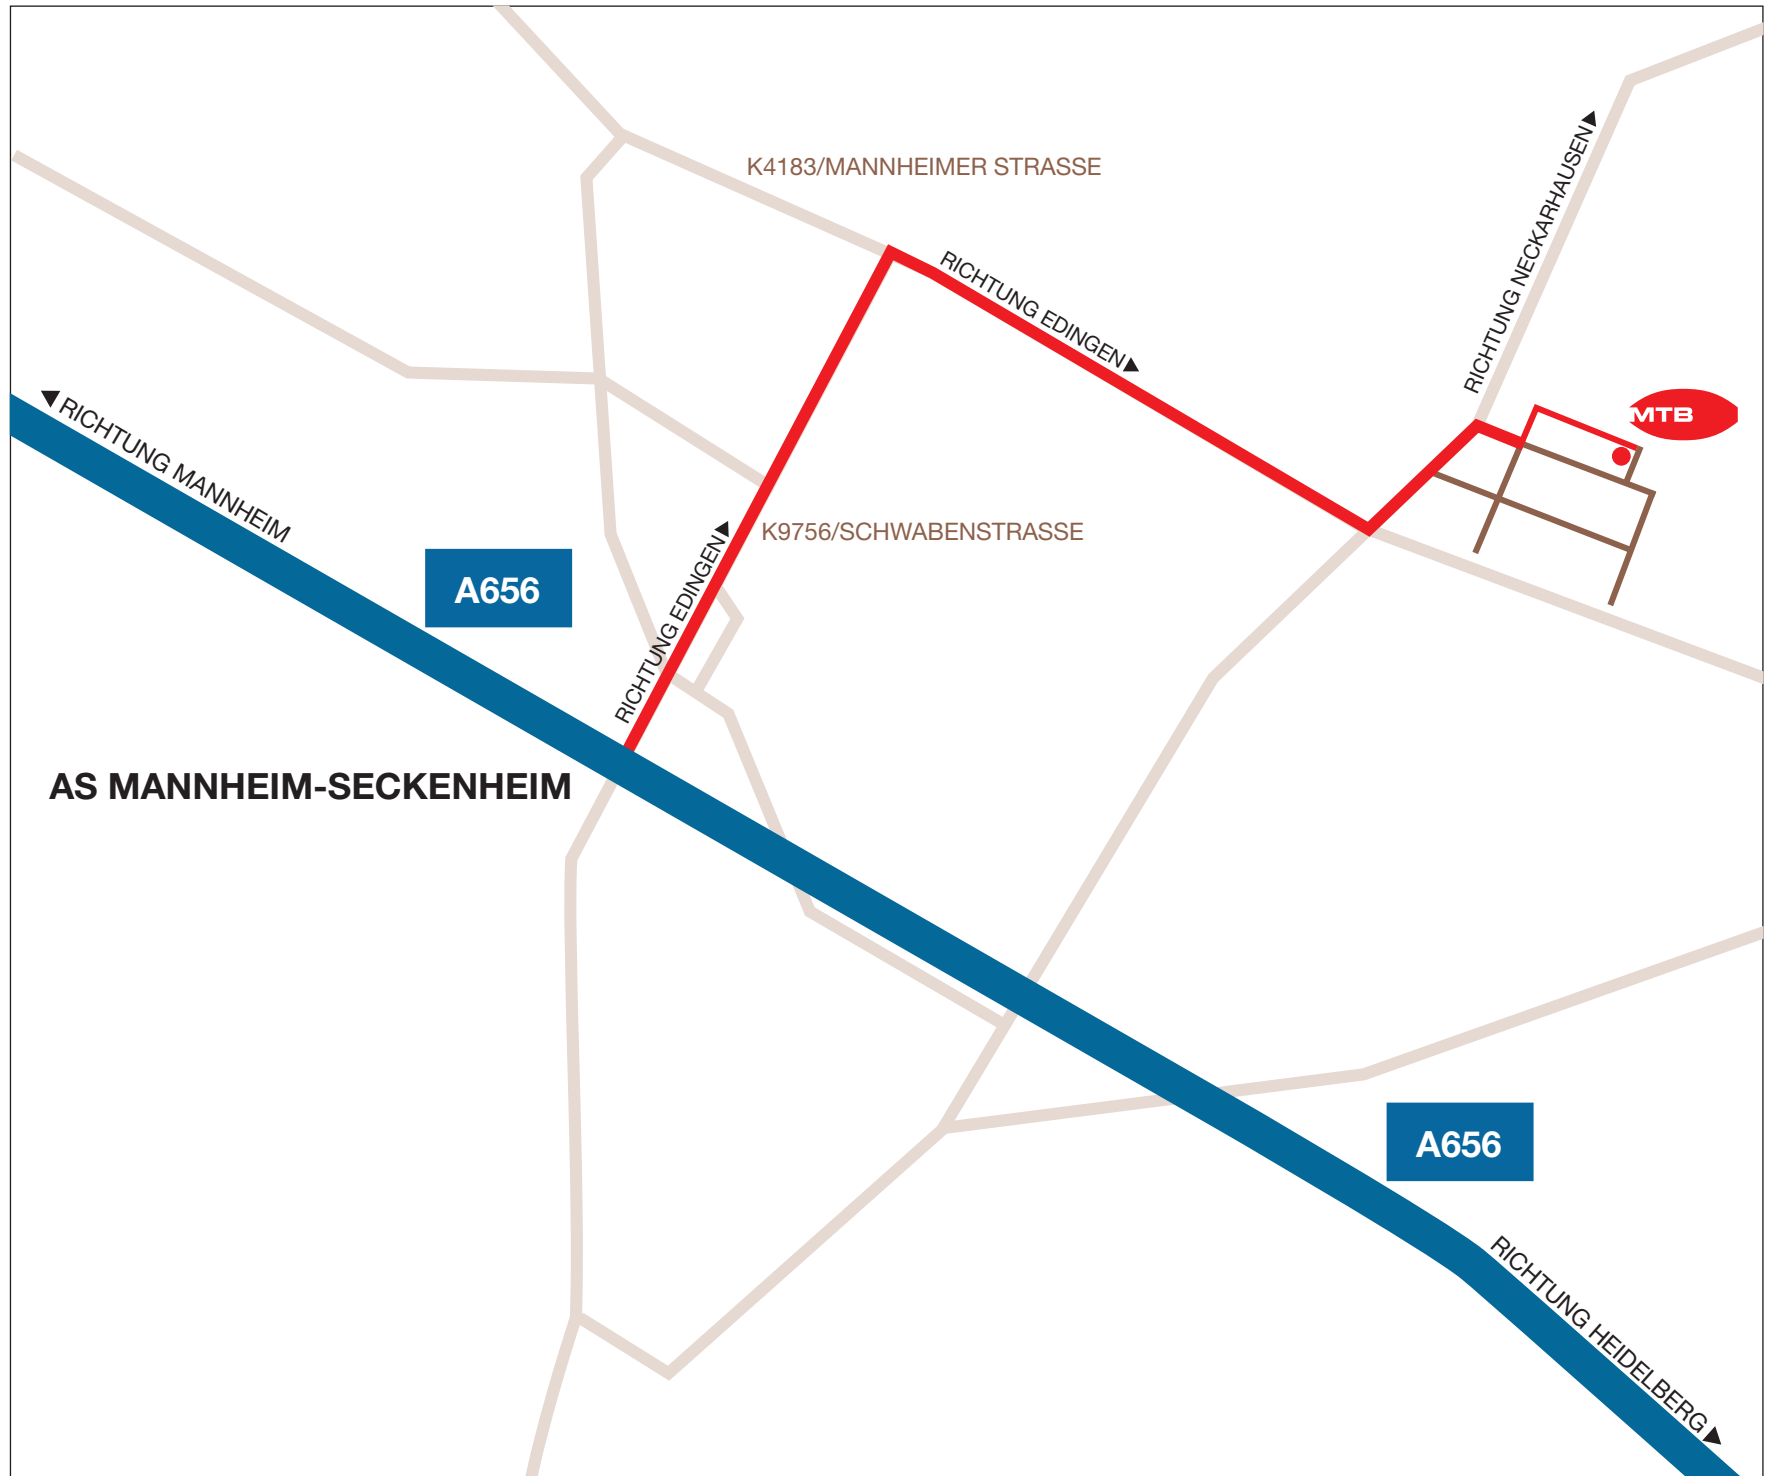 K4183/MANNHEIMER STRASSE
RICHTUNG NECKARHAUSEN
RICHTUNG EDINGEN
MTB
RICHTUNG MANNHEIM
K9756/SCHWABENSTRASSE
RICHTUNG EDINGEN
A656
AS MANNHEIM-SECKENHEIM
A656
RICHTUNG HEIDELBERG